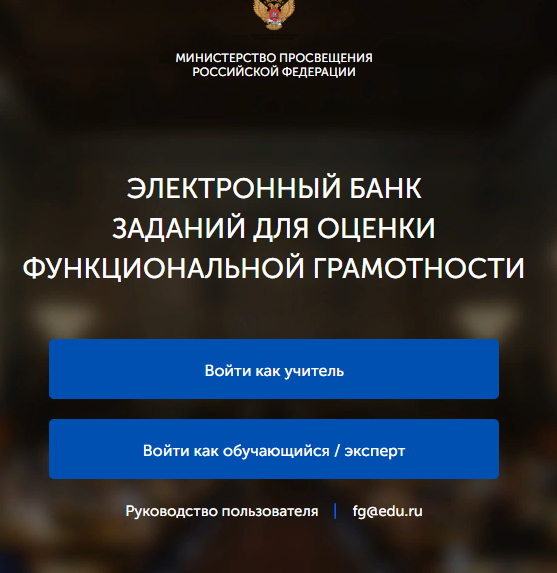 МИНИСТЕРСТВО ПРОСВЕЩЕНИЯ
РОССИЙСКОЙ ФЕДЕРАЦИИ
ЭЛЕКТРОННЫЙ БАНК
ЗАДАНИЙ ДЛЯ ОЦЕНКИ
ФУНКЦИОНАЛЬНОЙ ГРАМОТНОСТИ
Войти как учитель
Войти как обучающийся / эксперт
Руководство пользователя | fg@edu.ru